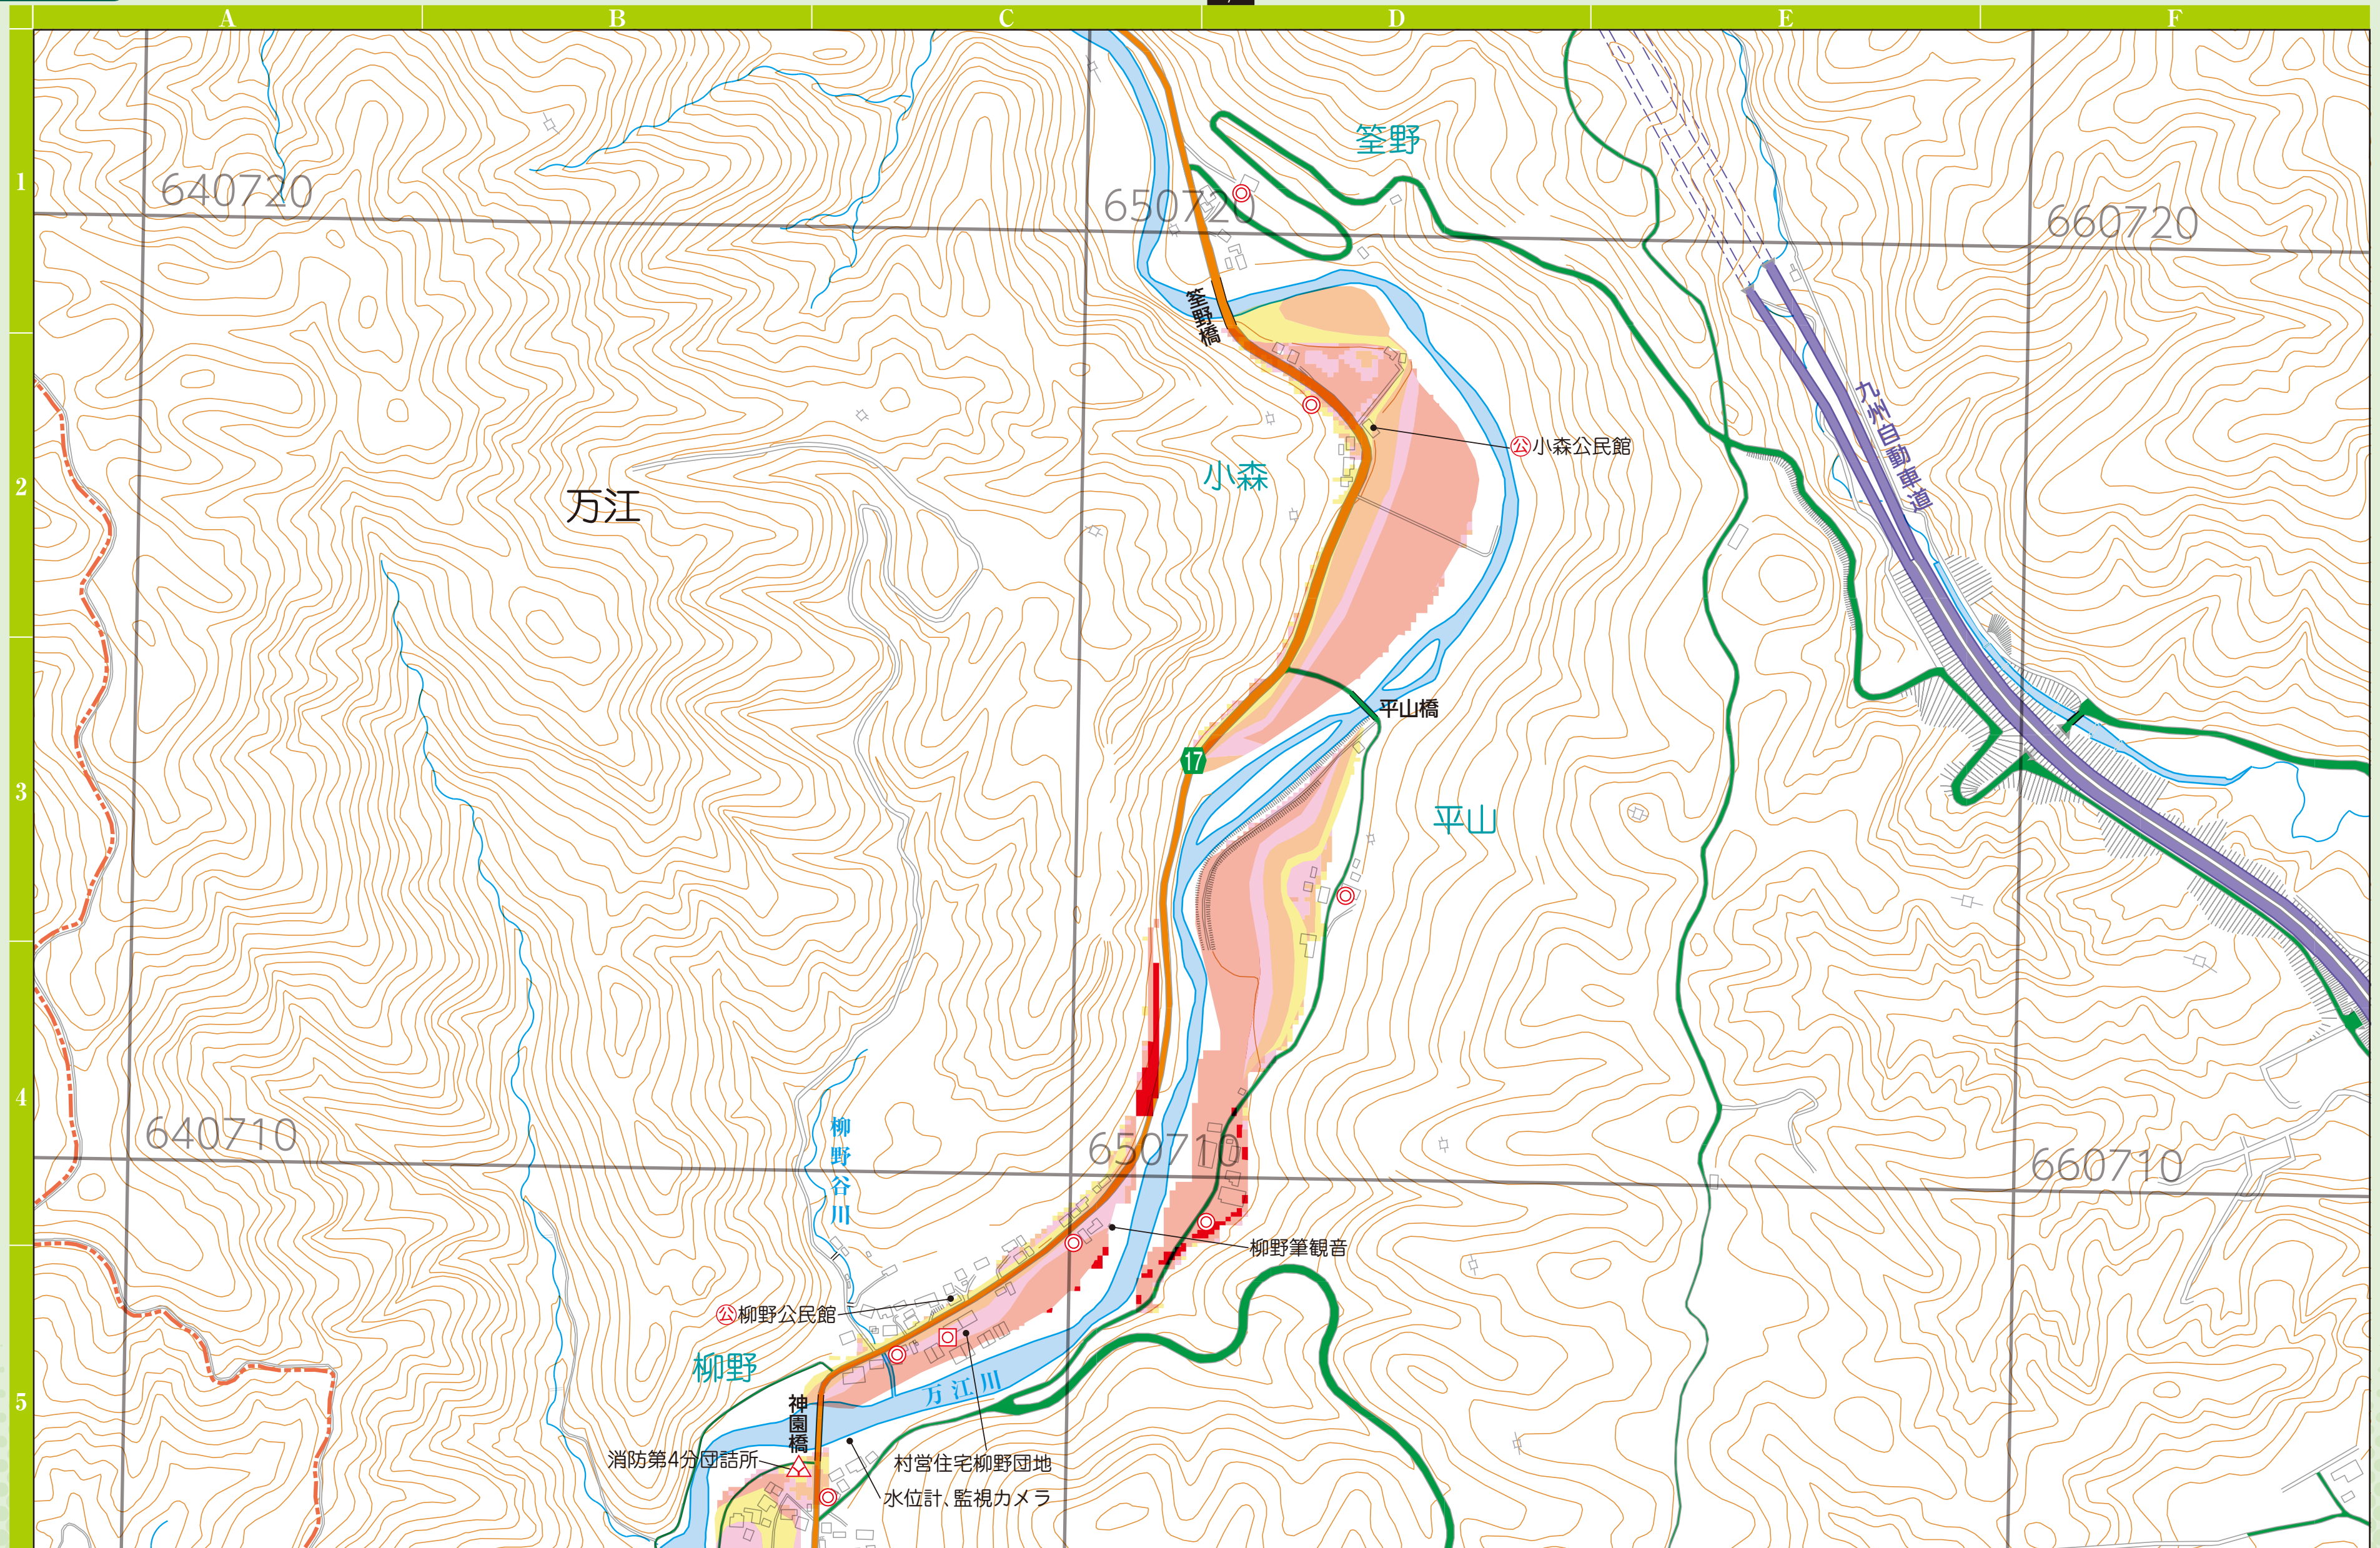 A
B
C
D
E
F
1
2
3
4
5
640720
650720
660720
筌野
筌野橋
九州自動車道
公小森公民館
小森
万江
平山橋
17
平山
640710
650710
660710
柳野谷川
柳野筆観音
公柳野公民館
柳野
万江川
神園橋
消防第4分団詰所
村営住宅柳野団地
水位計、監視カメラ